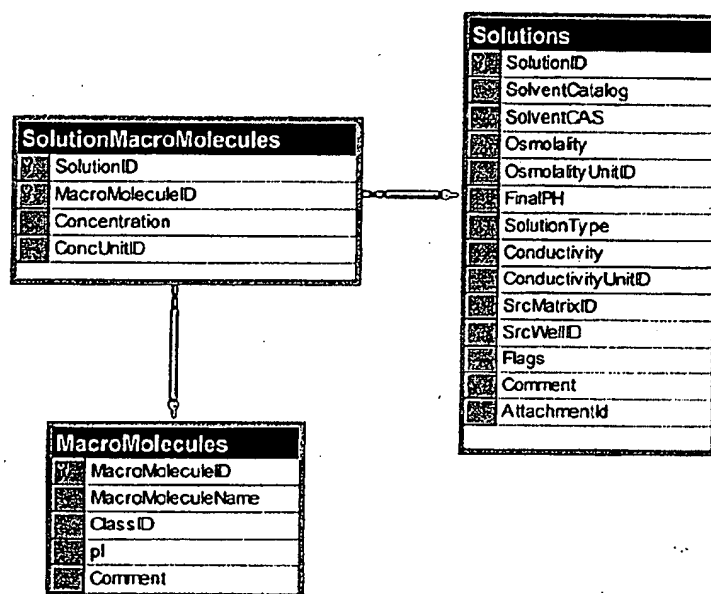 Solutions
SolutionID
SolventCatalog
SolventCAS
Osmolality
OsmolalityUnitID
FinalPH
SolutionType
Conductivity
ConductivityUnitID
SrcMatrixID
SrcWellID
Flags
Comment
AttachmentId
SolutionMacroMolecules
SolutionID
MacroMoleculeID
Concentration
ConcUnitID
MacroMolecules
MacroMoleculeID
MacroMoleculeName
ClassID
pI
Comment